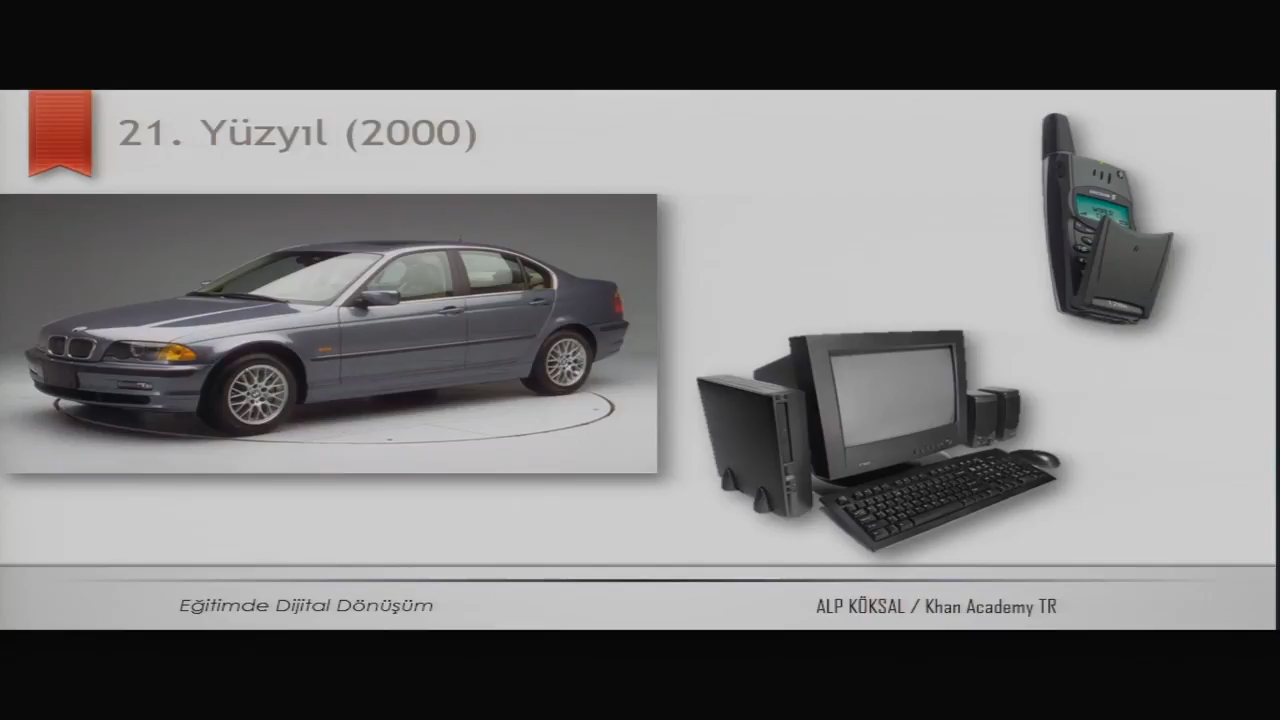 21. Yüzyıl (2000)
Eğitimde Dijital Dönüşüm
ALP KÖKSAL / Khan Academy TR